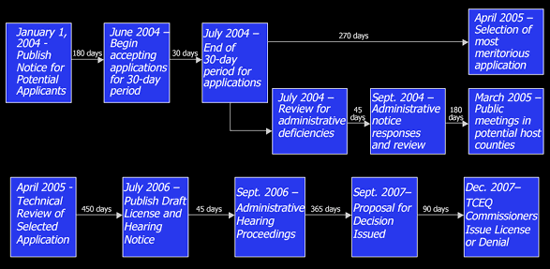 January 1,
2004 -
Publish
Notice for
Potential
Applicants
180 days
June 2004 –
Begin
accepting
applications
for 30-day
period
30 days
July 2004 –
End of
30-day
period for
applications
270 days
April 2005 –
Selection of
most
meritorious
application
July 2004 –
Review for
administrative
deficiencies
45
days
Sept. 2004 –
Administrative
notice
responses
and review
180
days
March 2005 –
Public
meetings in
potential host
counties
April 2005 -
Technical
Review of
Selected
Application
450 days
July 2006 –
Publish Draft
License and
Hearing
Notice
45 days
Sept. 2006 –
Administrative
Hearing
Proceedings
365 days
Sept. 2007–
Proposal for
Decision
Issued
90 days
Dec. 2007–
TCEQ
Commissioners
Issue License
or Denial